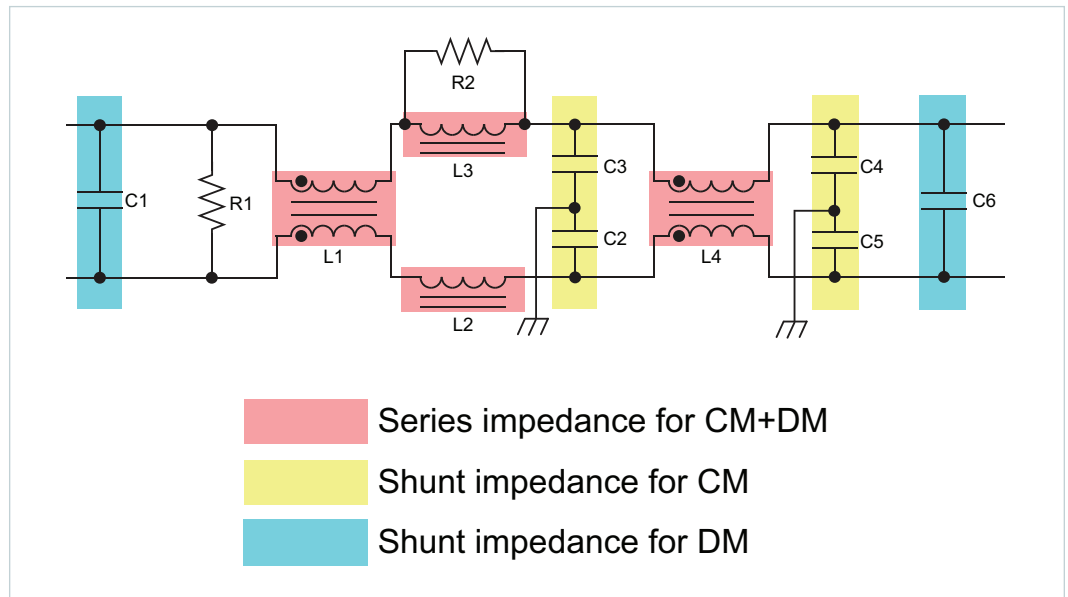 R2
L3
C3
C4
C1
R1
C6
C2
C5
L1
L4
L2
Series impedance for CM+DM
Shunt impedance for CM
Shunt impedance for DM